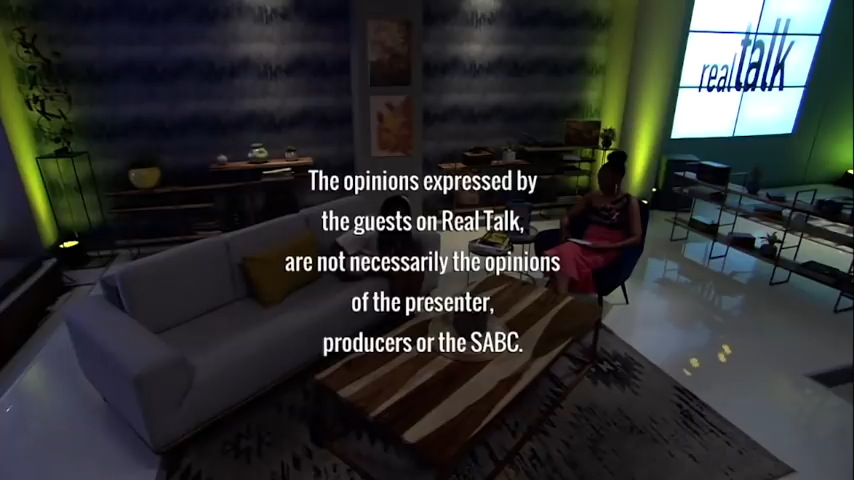 real talk
The opinions expressed by
the guests on Real Talk,
are not necessarily the opinions
of the presenter,
producers or the SABC.